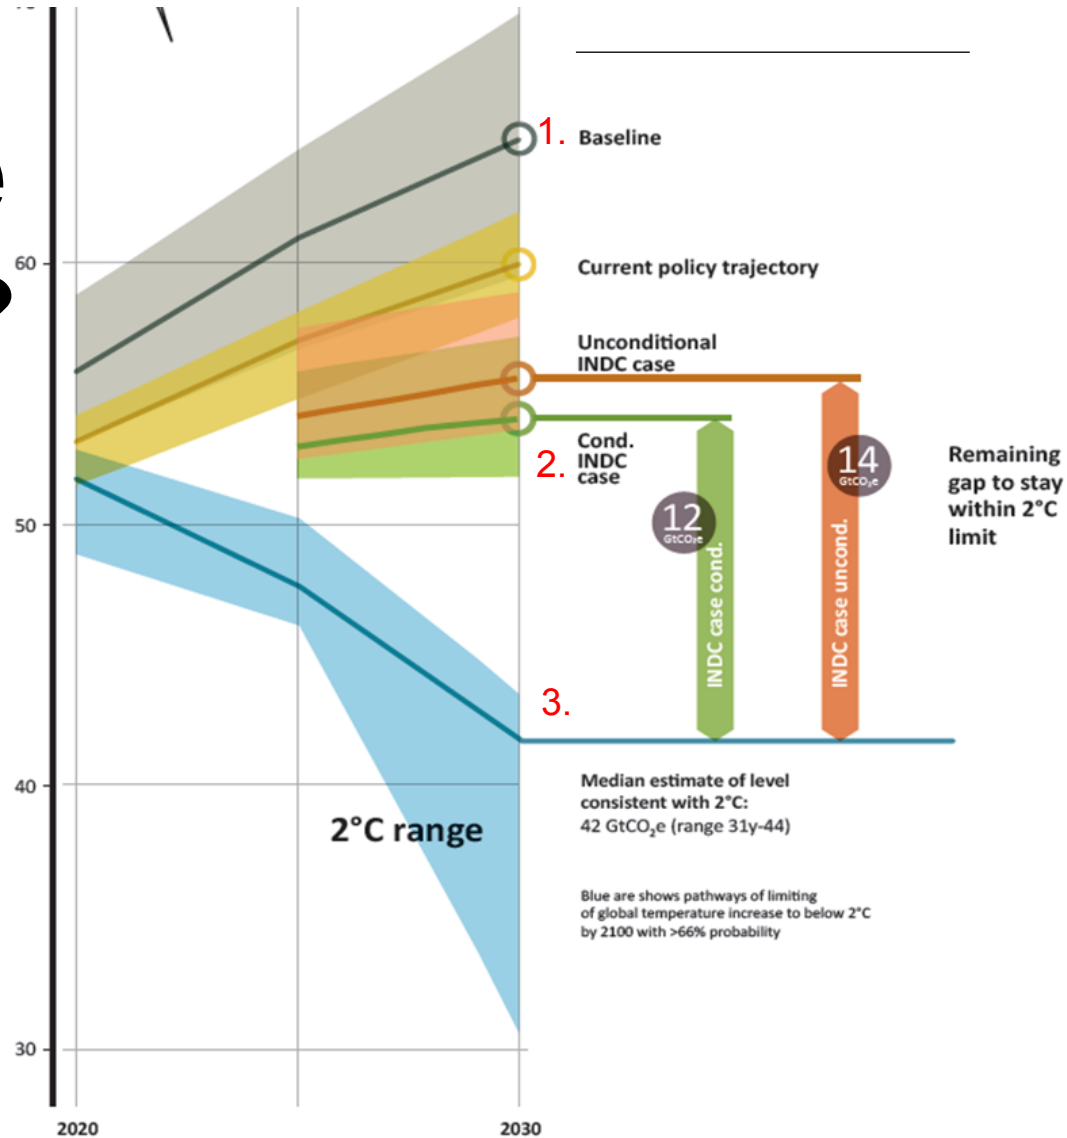 1. Baseline
60
Current policy trajectory
Unconditional
INDC case
Cond.
INDC
2. case
12
GtCO₂e
14
GtCO₂e
INDC case cond.
INDC case uncond.
Remaining
gap to stay
within 2°C
limit
50
3.
40
Median estimate of level
consistent with 2°C:
42 GtCO₂e (range 31y-44)
2°C range
Blue are shows pathways of limiting
of global temperature increase to below 2°C
by 2100 with >66% probability
30
2020
2030